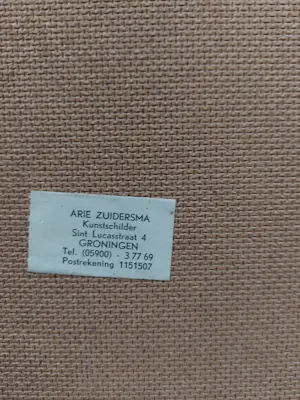 ARIE ZUIDERSMA
Kunstschilder
Sint Lucasstraat 4
GRONINGEN
Tel. (05900) - 3 77 69
Postrekening 1151507